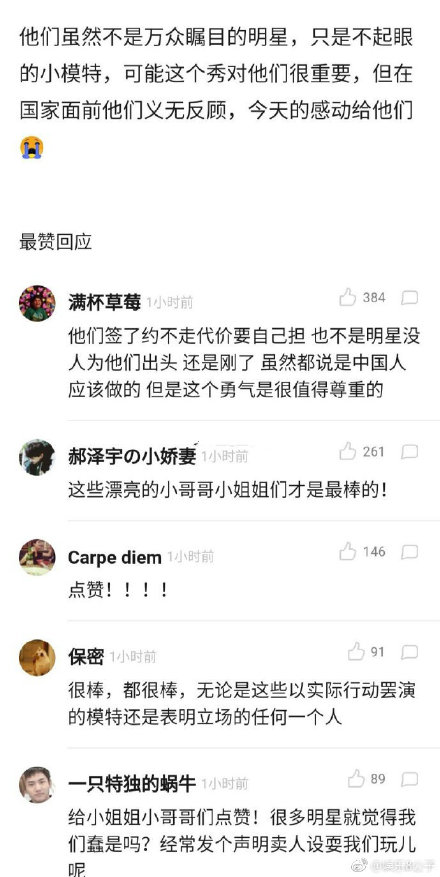 他们虽然不是万众瞩目的明星，只是不起眼
的小模特，可能这个秀对他们很重要，但在
国家面前他们义无反顾，今天的感动给他们
😭
最赞回应
满杯草莓 1小时前 384
他们签了约不走代价要自己担 也不是明星没
人为他们出头 还是刚了 虽然都说是中国人
应该做的 但是这个勇气是很值得尊重的
郝泽宇の小娇妻 1小时前 261
这些漂亮的小哥哥小姐姐们才是最棒的！
Carpe diem 1小时前 146
点赞！！！！
保密 1小时前 91
很棒，都很棒，无论是这些以实际行动罢演
的模特还是表明立场的任何一个人
一只特独的蜗牛 1小时前 89
给小姐姐小哥哥们点赞！很多明星就觉得我
们蠢是吗？经常发个声明卖人设耍我们玩儿
呢